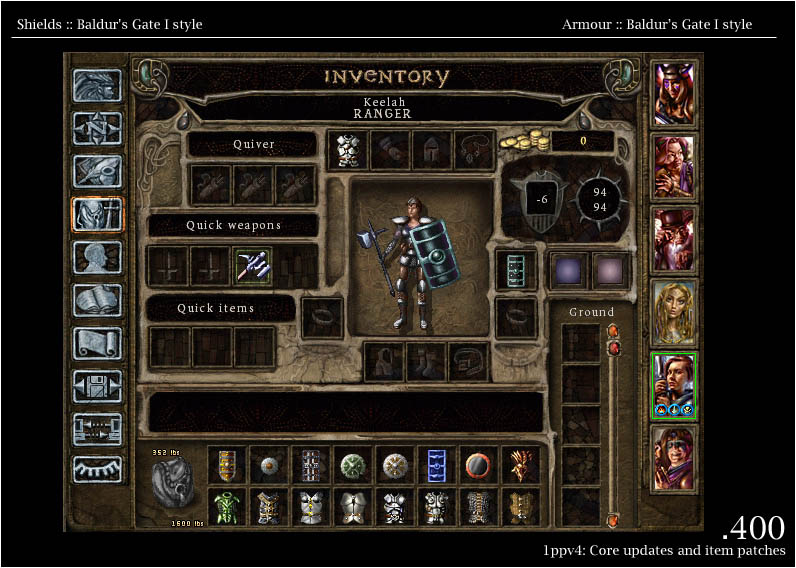 Shields :: Baldur's Gate I style
Armour :: Baldur's Gate I style
INVENTORY
Keelah
RANGER
Quiver
0
-6
94
94
Quick weapons
Quick items
Ground
N
352 lbs
1600 lbs
.400
1ppv4: Core updates and item patches